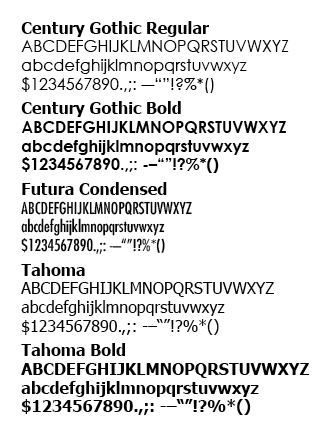 Century Gothic Regular
ABCDEFGHIJKLMNOPQRSTUVWXYZ
abcdefghijklmnopqrstuvwxyz
$1234567890.,;: -–“”!?%*()
Century Gothic Bold
ABCDEFGHIJKLMNOPQRSTUVWXYZ
abcdefghijklmnopqrstuvwxyz
$1234567890.,;: -–“”!?%*()
Futura Condensed
ABCDEFGHIJKLMNOPQRSTUVWXYZ
abcdefghijklmnopqrstuvwxyz
$1234567890.,;: -–“”!?%*()
Tahoma
ABCDEFGHIJKLMNOPQRSTUVWXYZ
abcdefghijklmnopqrstuvwxyz
$1234567890.,;: -–“”!?%*()
Tahoma Bold
ABCDEFGHIJKLMNOPQRSTUVWXYZ
abcdefghijklmnopqrstuvwxyz
$1234567890.,;: -–“”!?%*()